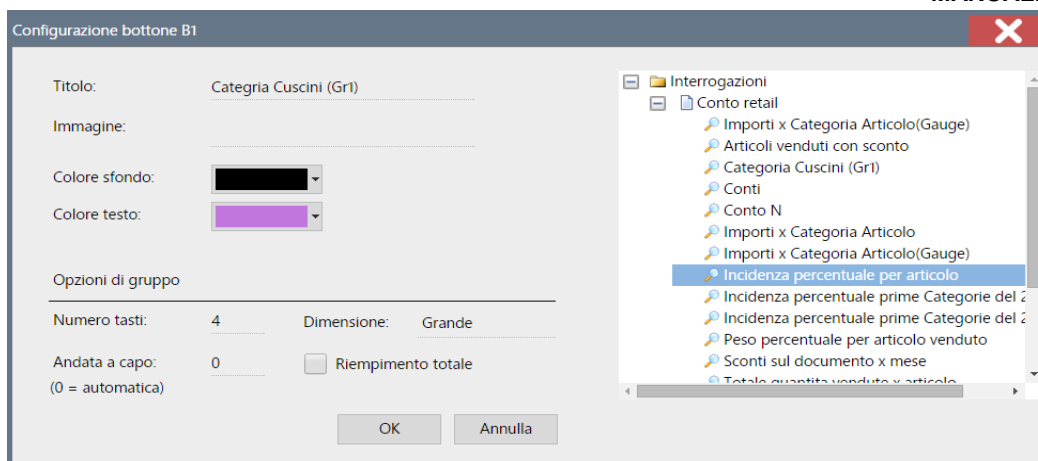 Configurazione bottone B1
Titolo: Categria Cuscini (Gr1)
Immagine:
Colore sfondo:
Colore testo:
Opzioni di gruppo
Numero tasti: 4 Dimensione: Grande
Andata a capo: 0 Riempimento totale
(0 = automatica)
OK Annulla
Interrogazioni
Conto retail
Importi x Categoria Articolo(Gauge)
Articoli venduti con sconto
Categoria Cuscini (Gr1)
Conti
Conto N
Importi x Categoria Articolo
Importi x Categoria Articolo(Gauge)
Incidenza percentuale per articolo
Incidenza percentuale prime Categorie del 2
Incidenza percentuale prime Categorie del 2
Peso percentuale per articolo venduto
Sconti sul documento x mese
Totale quantita vendute x articolo